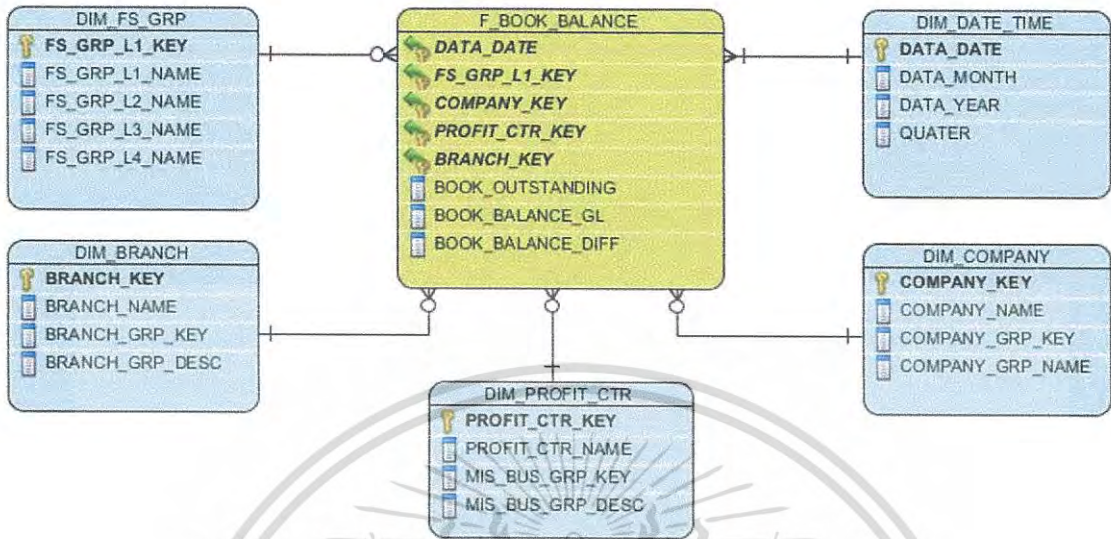 DIM_FS_GRP
FS_GRP_L1_KEY
FS_GRP_L1_NAME
FS_GRP_L2_NAME
FS_GRP_L3_NAME
FS_GRP_L4_NAME
F_BOOK_BALANCE
DATA_DATE
FS_GRP_L1_KEY
COMPANY_KEY
PROFIT_CTR_KEY
BRANCH_KEY
BOOK_OUTSTANDING
BOOK_BALANCE_GL
BOOK_BALANCE_DIFF
DIM_DATE_TIME
DATA_DATE
DATA_MONTH
DATA_YEAR
QUATER
DIM_BRANCH
BRANCH_KEY
BRANCH_NAME
BRANCH_GRP_KEY
BRANCH_GRP_DESC
DIM_COMPANY
COMPANY_KEY
COMPANY_NAME
COMPANY_GRP_KEY
COMPANY_GRP_NAME
DIM_PROFIT_CTR
PROFIT_CTR_KEY
PROFIT_CTR_NAME
MIS_BUS_GRP_KEY
MIS_BUS_GRP_DESC